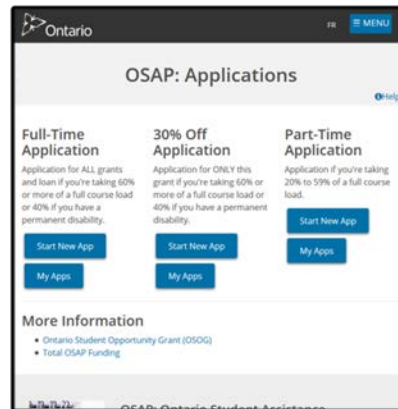 Ontario
FR
☰ MENU
OSAP: Applications
Help
Full-Time
Application
Application for ALL grants
and loan if you're taking 60%
or more of a full course load
or 40% if you have a
permanent disability.
Start New App
My Apps
30% Off
Application
Application for ONLY this
grant if you're taking 60% or
more of a full course load or
40% if you have a permanent
disability.
Start New App
My Apps
Part-Time
Application
Application if you're taking
20% to 59% of a full course
load.
Start New App
My Apps
More Information
Ontario Student Opportunity Grant (OSOG)
Total OSAP Funding
OSAP: Ontario Student Assistance